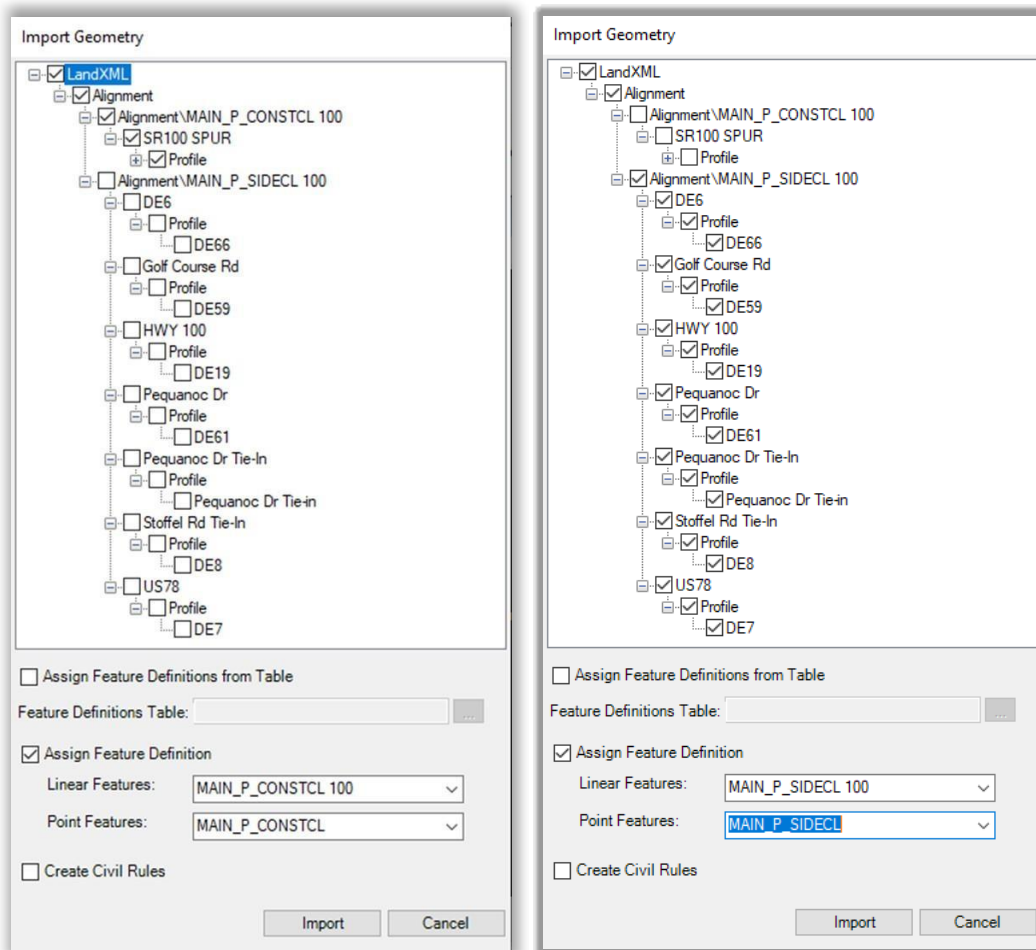 Import Geometry
LandXML
Alignment
Alignment\MAIN_P_CONSTCL 100
SR100 SPUR
Profile
Alignment\MAIN_P_SIDECL 100
DE6
Profile
DE66
Golf Course Rd
Profile
DE59
HWY 100
Profile
DE19
Pequanoc Dr
Profile
DE61
Pequanoc Dr Tie-In
Profile
Pequanoc Dr Tie-in
Stoffel Rd Tie-In
Profile
DE8
US78
Profile
DE7
Assign Feature Definitions from Table
Feature Definitions Table:
...
Assign Feature Definition
Linear Features: MAIN_P_CONSTCL 100
Point Features: MAIN_P_CONSTCL
Create Civil Rules
Import Cancel
Import Geometry
LandXML
Alignment
Alignment\MAIN_P_CONSTCL 100
SR100 SPUR
Profile
Alignment\MAIN_P_SIDECL 100
DE6
Profile
DE66
Golf Course Rd
Profile
DE59
HWY 100
Profile
DE19
Pequanoc Dr
Profile
DE61
Pequanoc Dr Tie-In
Profile
Pequanoc Dr Tie-in
Stoffel Rd Tie-In
Profile
DE8
US78
Profile
DE7
Assign Feature Definitions from Table
Feature Definitions Table:
...
Assign Feature Definition
Linear Features: MAIN_P_SIDECL 100
Point Features: MAIN_P_SIDECL
Create Civil Rules
Import Cancel